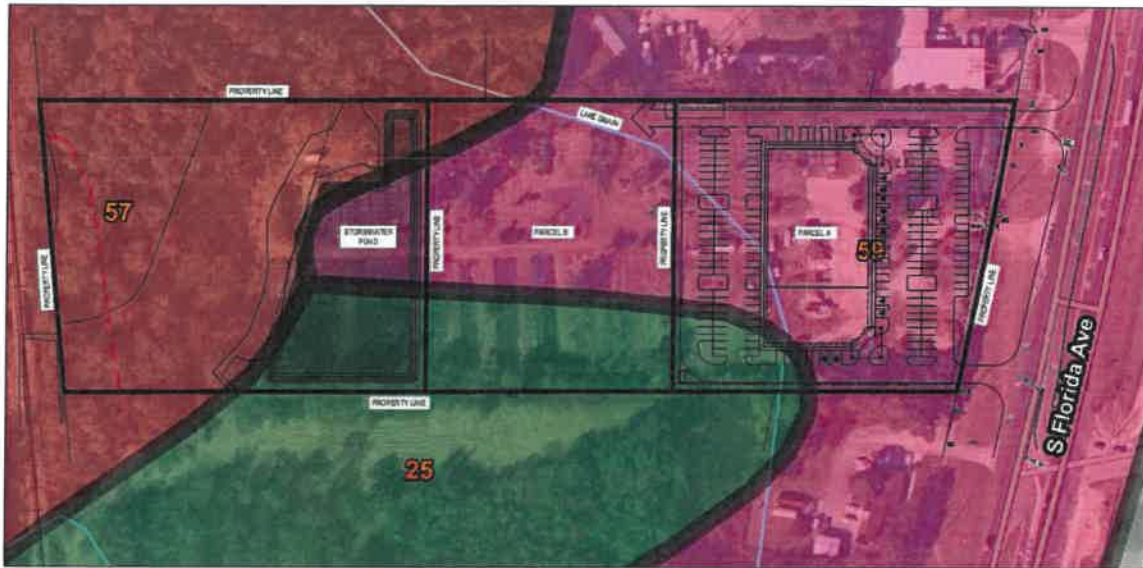 PROPERTY LINE
LAKE DRAIN
57
STORMWATER
POND
PROPERTY LINE
PARCEL B
PROPERTY LINE
PARCEL A
59
PROPERTY LINE
PROPERTY LINE
PROPERTY LINE
25
S Florida Ave